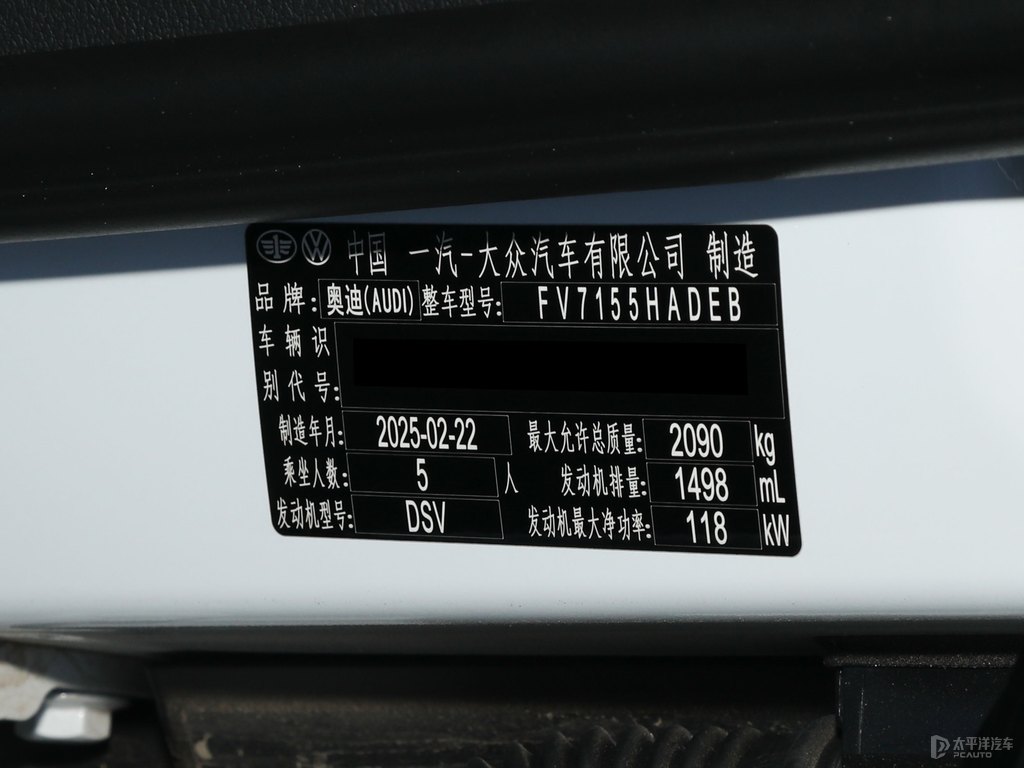 中国 一汽-大众汽车有限公司 制造
品牌: 奥迪(AUDI) 整车型号: FV7155HADEB
车辆识
别代号:
制造年月: 2025-02-22 最大允许总质量: 2090 kg
乘坐人数: 5 人 发动机排量: 1498 mL
发动机型号: DSV 发动机最大净功率: 118 kW
太平洋汽车
PCAUTO